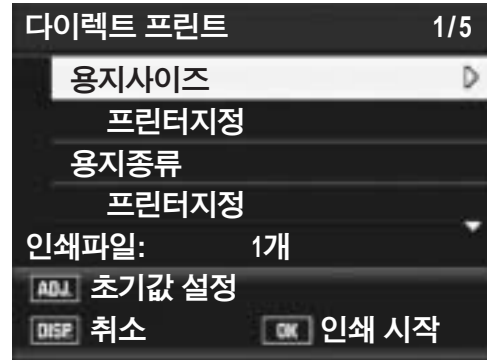 다이렉트 프린트 1/5
용지사이즈
프린터지정
용지종류
프린터지정
인쇄파일: 1개
ADJ. 초기값 설정
DISP. 취소 OK 인쇄 시작